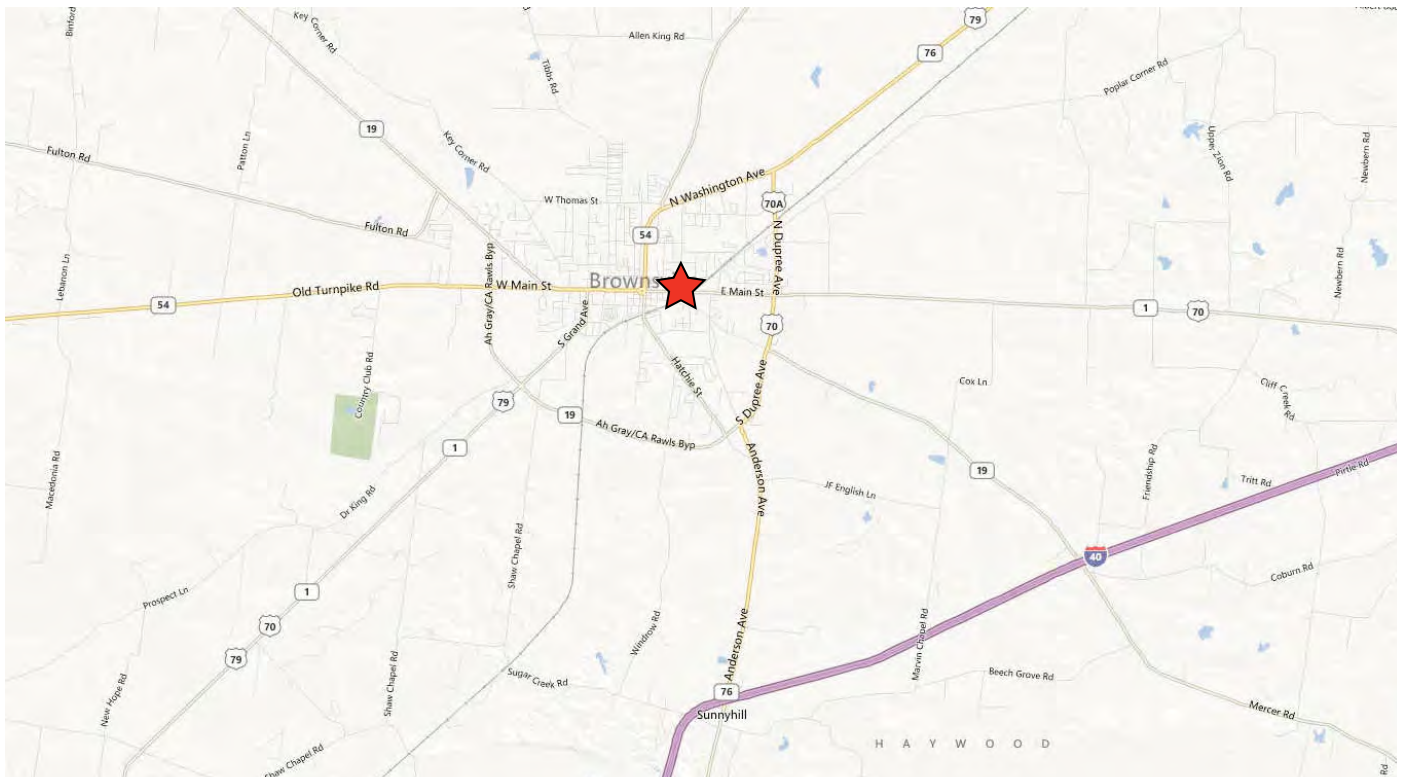 Binford
Key Corner Rd
Allen King Rd
79
76
Tibbs Rd
Poplar Corner Rd
19
Patton Ln
Key Corner Rd
Upper Zion Rd
Newbern Rd
Fulton Rd
N Washington Ave
W Thomas St
70A
54
Fulton Rd
N Dupree Ave
Lebanon Ln
Ah Gray/CA Rawls Byp
Newbern Rd
Browns
W Main St
Old Turnpike Rd
E Main St
54
1
70
S Grand Ave
70
Country Club Rd
Hatchie St
Cox Ln
Cliff Creek Rd
S Dupree Ave
79
19
Ah Gray/CA Rawls Byp
1
Anderson Ave
19
Friendship Rd
Macedonia Rd
Tritt Rd
Pirtle Rd
JF English Ln
Dr King Rd
Shaw Chapel Rd
40
Coburn Rd
Prospect Ln
1
70
Windrow Rd
Marvin Chapel Rd
79
Anderson Ave
Shaw Chapel Rd
Sugar Creek Rd
Beech Grove Rd
New Hope Rd
76
Sunnyhill
Mercer Rd
HAYWOOD
Shaw Chapel Rd
Rd